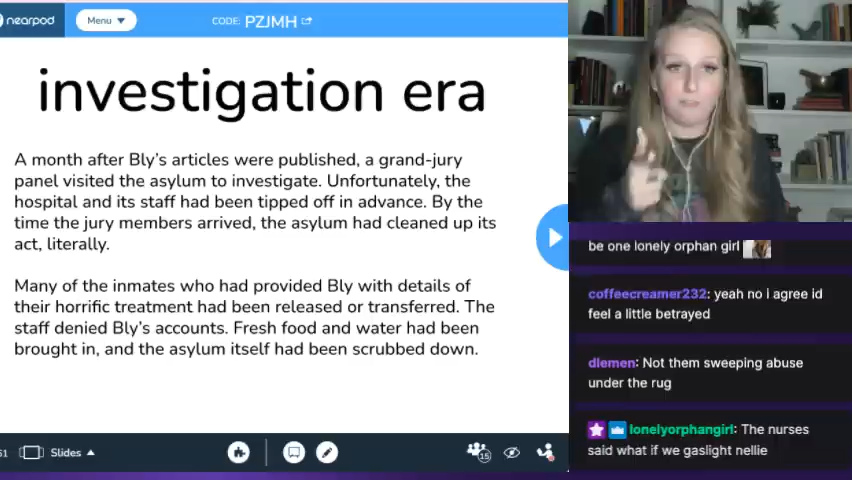 nearpod
Menu
CODE: PZJMH
investigation era
A month after Bly's articles were published, a grand-jury
panel visited the asylum to investigate. Unfortunately, the
hospital and its staff had been tipped off in advance. By the
time the jury members arrived, the asylum had cleaned up its
act, literally.
Many of the inmates who had provided Bly with details of
their horrific treatment had been released or transferred. The
staff denied Bly's accounts. Fresh food and water had been
brought in, and the asylum itself had been scrubbed down.
be one lonely orphan girl
coffeecreamer232: yeah no i agree id
feel a little betrayed
dlemen: Not them sweeping abuse
under the rug
lonelyorphangirl: The nurses
said what if we gaslight nellie
Slides
15